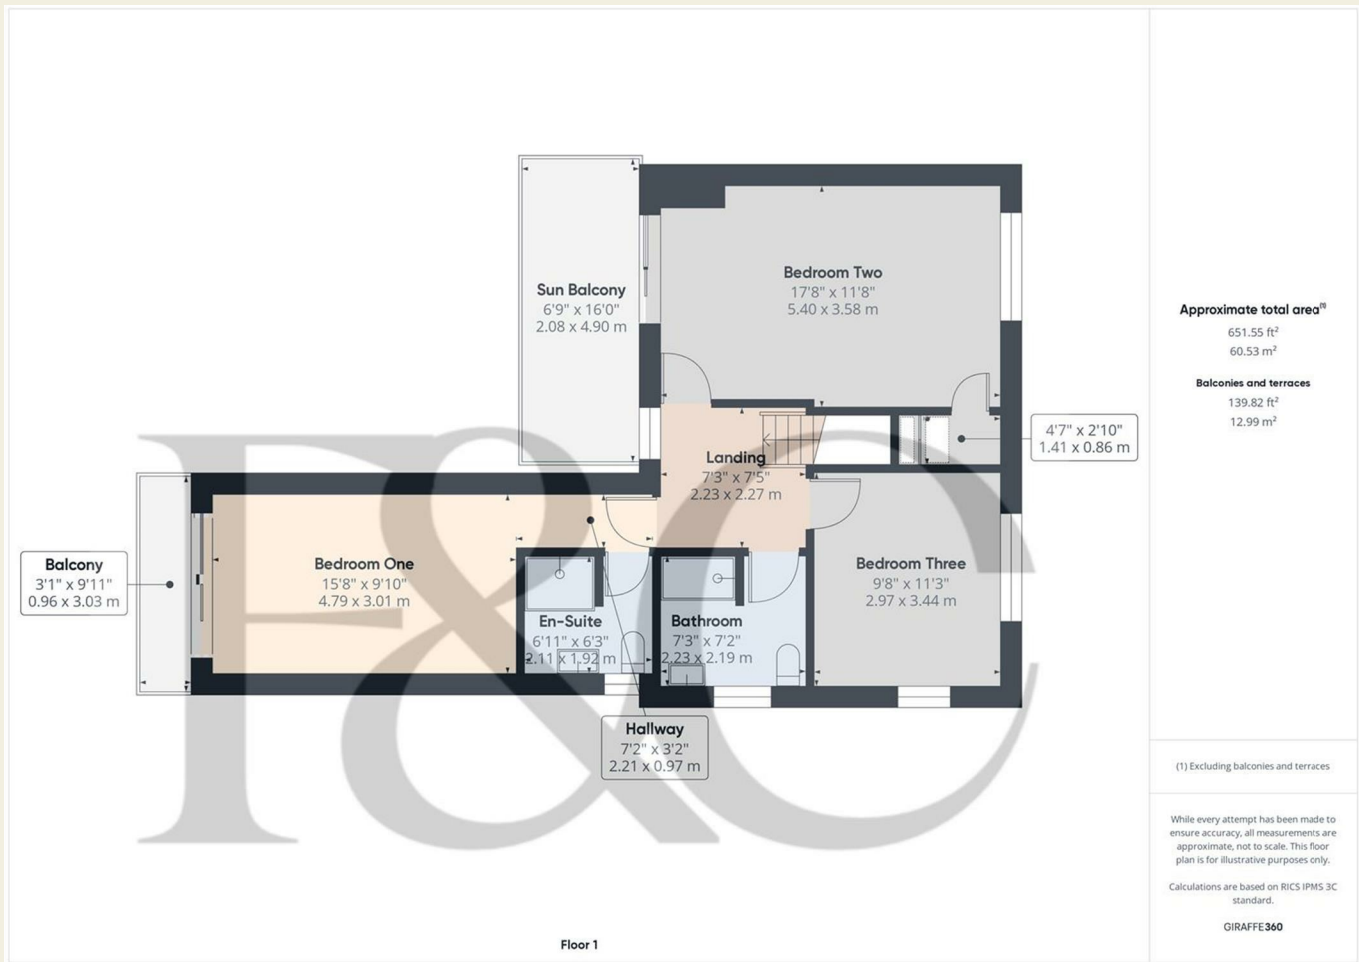 Sun Balcony
6'9" x 16'0"
2.08 x 4.90 m
Bedroom Two
17'8" x 11'8"
5.40 x 3.58 m
4'7" x 2'10"
1.41 x 0.86 m
Landing
7'3" x 7'5"
2.23 x 2.27 m
Balcony
3'1" x 9'11"
0.96 x 3.03 m
Bedroom One
15'8" x 9'10"
4.79 x 3.01 m
En-Suite
6'11" x 6'3"
2.11 x 1.92 m
Bathroom
7'3" x 7'2"
2.23 x 2.19 m
Bedroom Three
9'8" x 11'3"
2.97 x 3.44 m
Hallway
7'2" x 3'2"
2.21 x 0.97 m
F&C
Floor 1
Approximate total area(1)
651.55 ft²
60.53 m²
Balconies and terraces
139.82 ft²
12.99 m²
(1) Excluding balconies and terraces
While every attempt has been made to
ensure accuracy, all measurements are
approximate, not to scale. This floor
plan is for illustrative purposes only.
Calculations are based on RICS IPMS 3C
standard.
GIRAFFE360